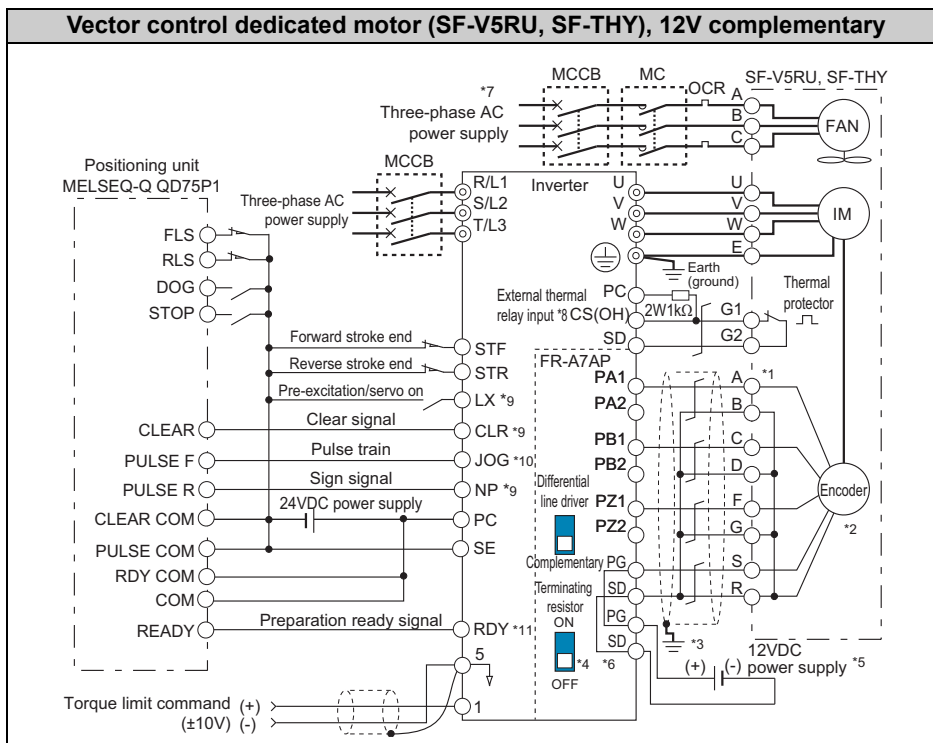 Vector control dedicated motor (SF-V5RU, SF-THY), 12V complementary
MCCB
MC
SF-V5RU, SF-THY
*7
OCR
A
Three-phase AC
power supply
B
C
FAN
Positioning unit
MELSEQ-Q QD75P1
MCCB
Three-phase AC
power supply
R/L1
S/L2
T/L3
Inverter
U
V
W
U
V
W
E
IM
Earth
(ground)
FLS
RLS
DOG
STOP
External thermal
relay input *8
PC
CS(OH)
SD
2W1kΩ
G1
G2
Thermal
protector
Forward stroke end
STF
Reverse stroke end
STR
Pre-excitation/servo on
LX *9
CLEAR
Clear signal
CLR *9
PULSE F
Pulse train
JOG *10
PULSE R
Sign signal
NP *9
CLEAR COM
24VDC power supply
PC
PULSE COM
SE
RDY COM
COM
READY
Preparation ready signal
RDY *11
5
Torque limit command (+)
(±10V) (-)
1
FR-A7AP
PA1
PA2
PB1
PB2
PZ1
PZ2
PG
SD
PG
SD
Differential
line driver
Complementary
Terminating
resistor
ON
*4
OFF
*6
A
*1
B
C
D
F
G
S
R
Encoder
*2
*3
12VDC
power supply *5
(+)
(-)